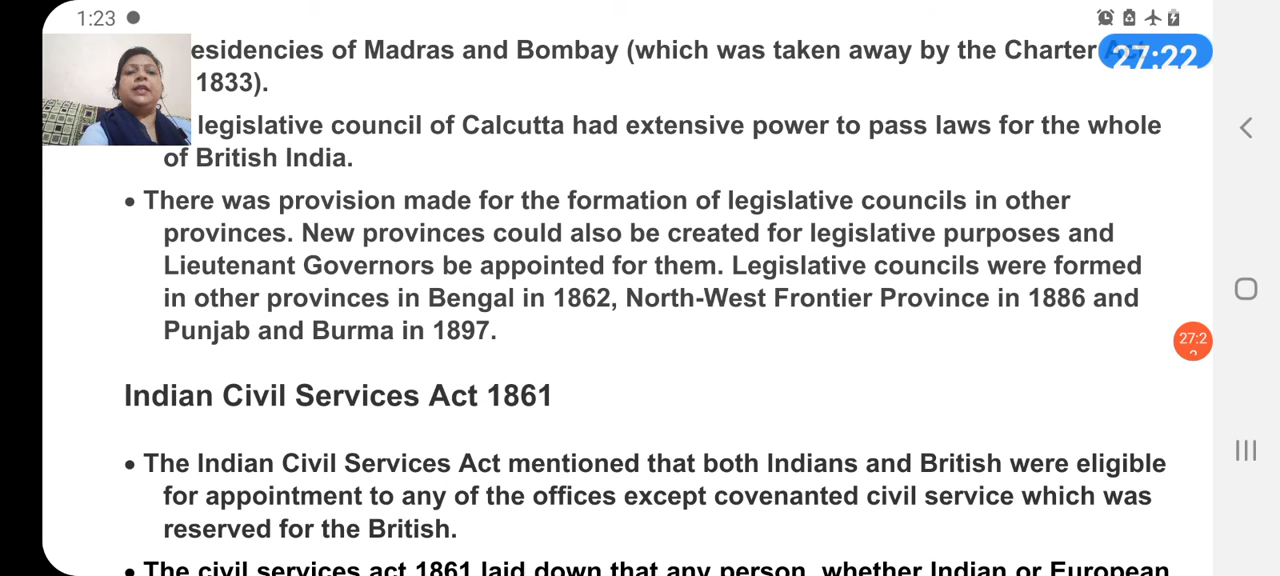 1:23
esidencies of Madras and Bombay (which was taken away by the Charter
27:22
1833).
legislative council of Calcutta had extensive power to pass laws for the whole
of British India.
• There was provision made for the formation of legislative councils in other
provinces. New provinces could also be created for legislative purposes and
Lieutenant Governors be appointed for them. Legislative councils were formed
in other provinces in Bengal in 1862, North-West Frontier Province in 1886 and
Punjab and Burma in 1897.
27:2
2
Indian Civil Services Act 1861
• The Indian Civil Services Act mentioned that both Indians and British were eligible
for appointment to any of the offices except covenanted civil service which was
reserved for the British.
• The civil services act 1861 laid down that any person, whether Indian or European